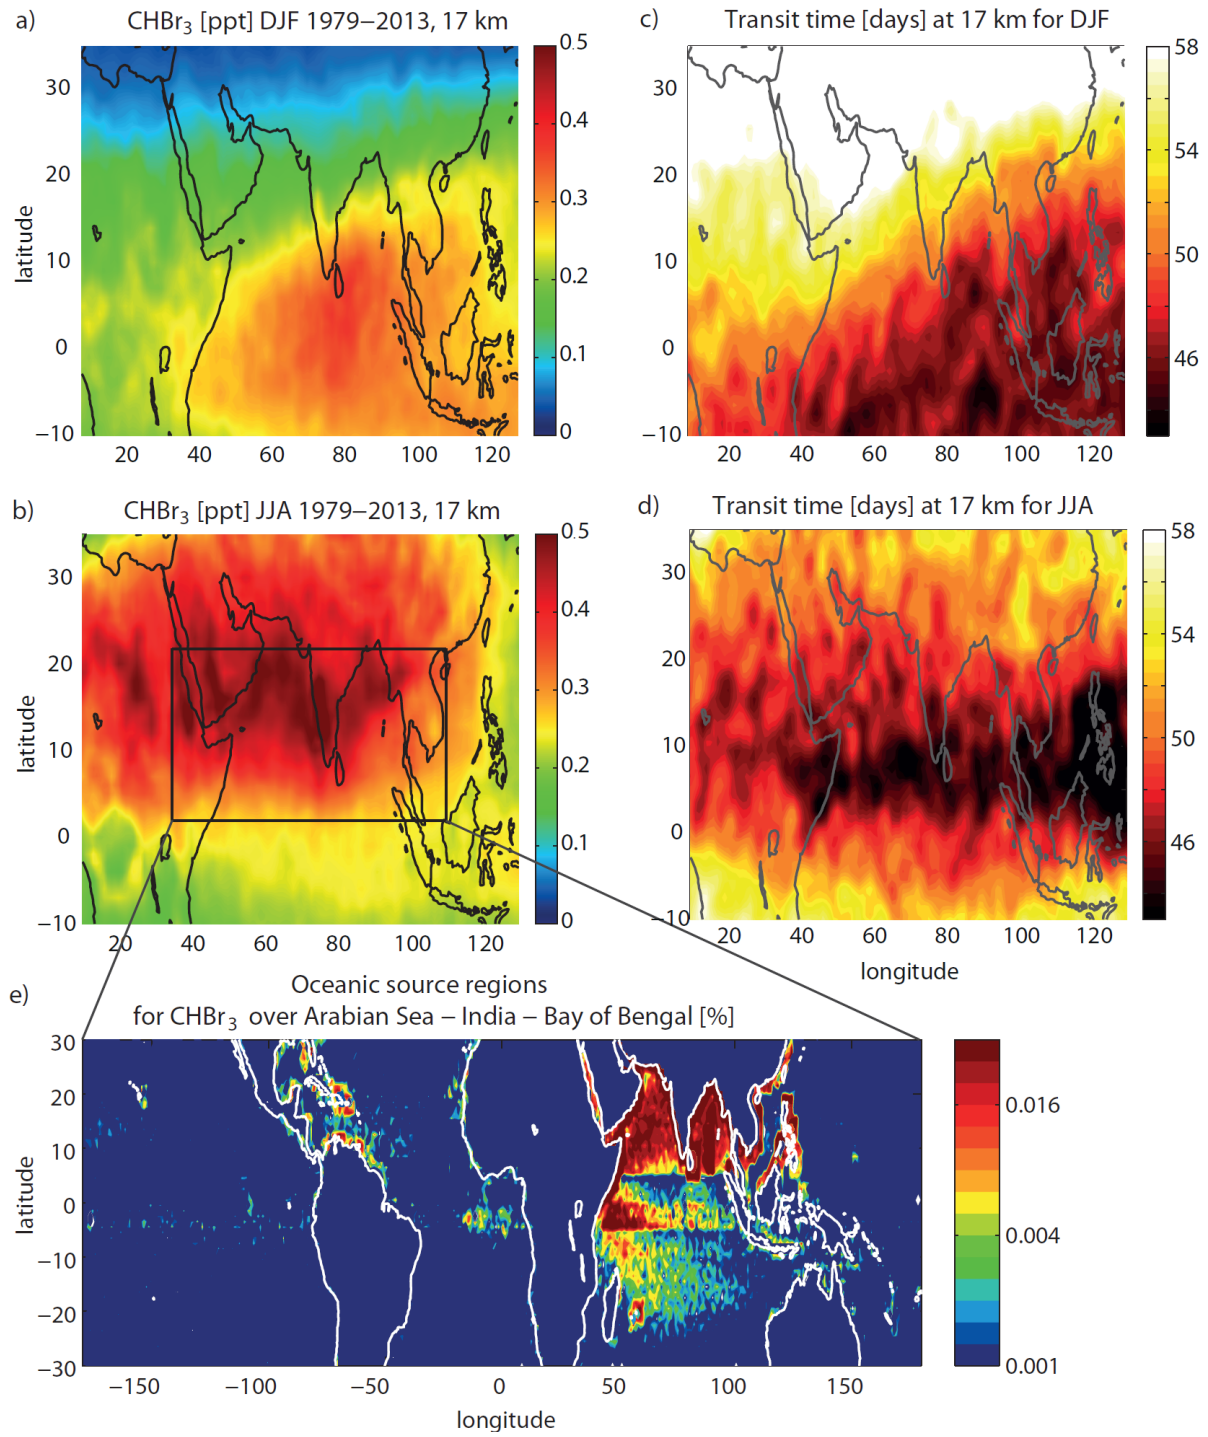 a)
CHBr3 [ppt] DJF 1979−2013, 17 km
0.5
0.4
0.3
0.2
0.1
0
30
20
10
0
−10
latitude
20 40 60 80 100 120
c)
Transit time [days] at 17 km for DJF
58
54
50
46
30
20
10
0
−10
20 40 60 80 100 120
b)
CHBr3 [ppt] JJA 1979−2013, 17 km
0.5
0.4
0.3
0.2
0.1
0
30
20
10
0
−10
latitude
20 40 60 80 100 120
d)
Transit time [days] at 17 km for JJA
58
54
50
46
30
20
10
0
−10
20 40 60 80 100 120
longitude
e)
Oceanic source regions
for CHBr3 over Arabian Sea – India – Bay of Bengal [%]
30
20
10
0
−10
−20
−30
latitude
−150 −100 −50 0 50 100 150
longitude
0.016
0.004
0.001